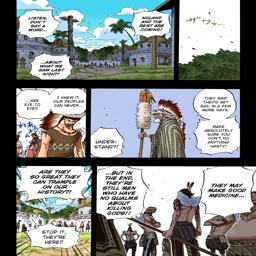 LISTEN,
DON'T
SAY A
WORD...
NOLAND
AND THE
REST ARE
COMING!
...ABOUT
WHAT WE
SAW LAST
NIGHT!
...SEE
EYE TO
EYE!
I KNEW IT.
OUR PEOPLES
CAN NEVER...
THEY SAID
THEY'D SET
SAIL IN A FEW
MORE DAYS.
MAKE
ABSOLUTELY
SURE YOU
DON'T DO
ANYTHING
HASTY!
UNDER-
STAND?!
ARE THEY
SO GREAT THEY
CAN TRAMPLE
ON OUR
HISTORY?!
STOP IT,
THEY'RE
HERE!!
...BUT IN
THE END,
THEY'RE
STILL MEN
WHO HAVE
NO QUALMS
ABOUT
KILLING
GODS!!
THEY MAY
MAKE GOOD
MEDICINE...